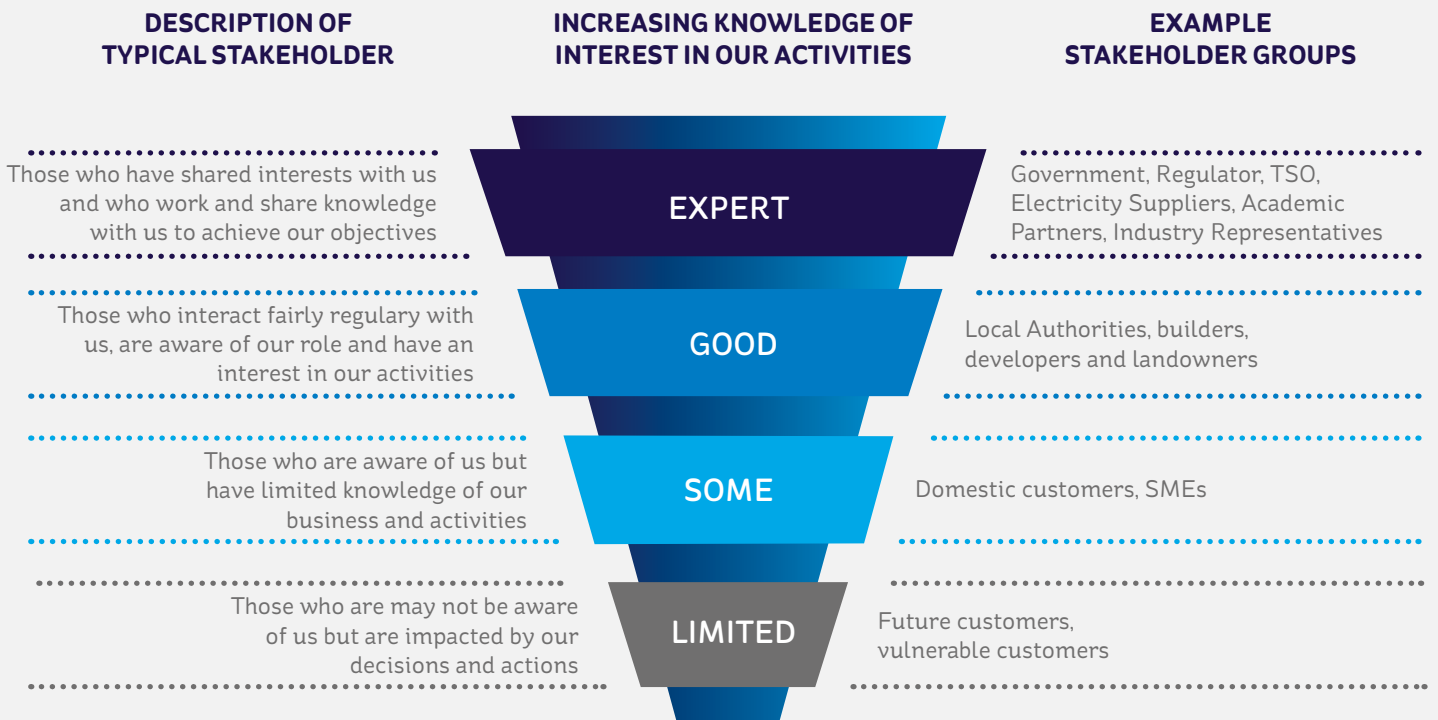 DESCRIPTION OF
TYPICAL STAKEHOLDER
INCREASING KNOWLEDGE OF
INTEREST IN OUR ACTIVITIES
EXAMPLE
STAKEHOLDER GROUPS
Those who have shared interests with us
and who work and share knowledge
with us to achieve our objectives
EXPERT
Government, Regulator, TSO,
Electricity Suppliers, Academic
Partners, Industry Representatives
Those who interact fairly regulary with
us, are aware of our role and have an
interest in our activities
GOOD
Local Authorities, builders,
developers and landowners
Those who are aware of us but
have limited knowledge of our
business and activities
SOME
Domestic customers, SMEs
Those who are may not be aware
of us but are impacted by our
decisions and actions
LIMITED
Future customers,
vulnerable customers